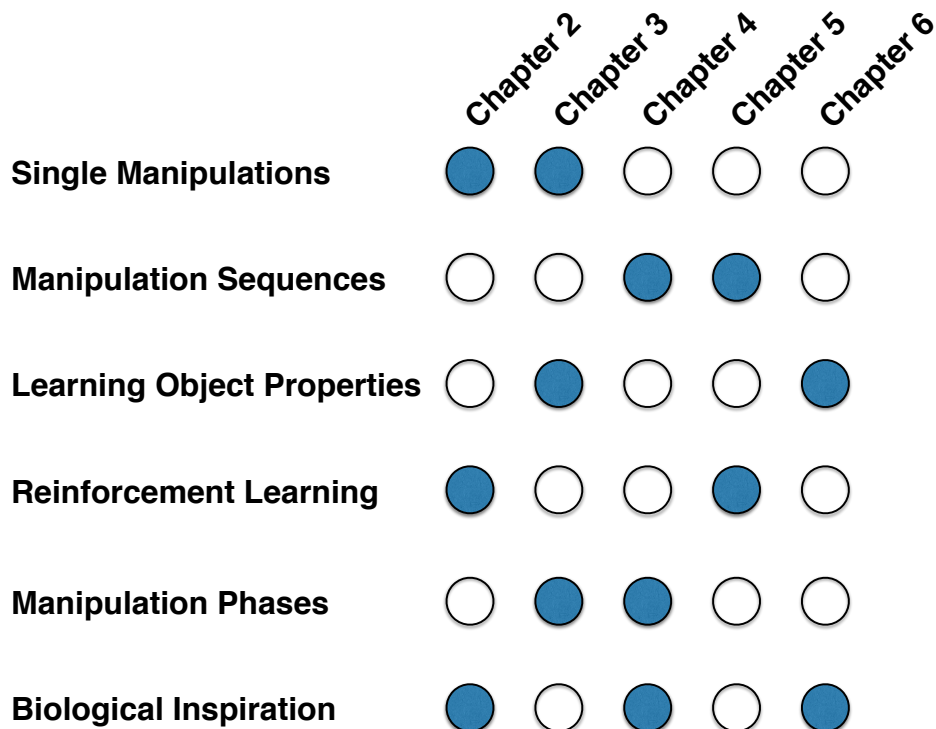 Chapter 2
Chapter 3
Chapter 4
Chapter 5
Chapter 6
Single Manipulations
Manipulation Sequences
Learning Object Properties
Reinforcement Learning
Manipulation Phases
Biological Inspiration